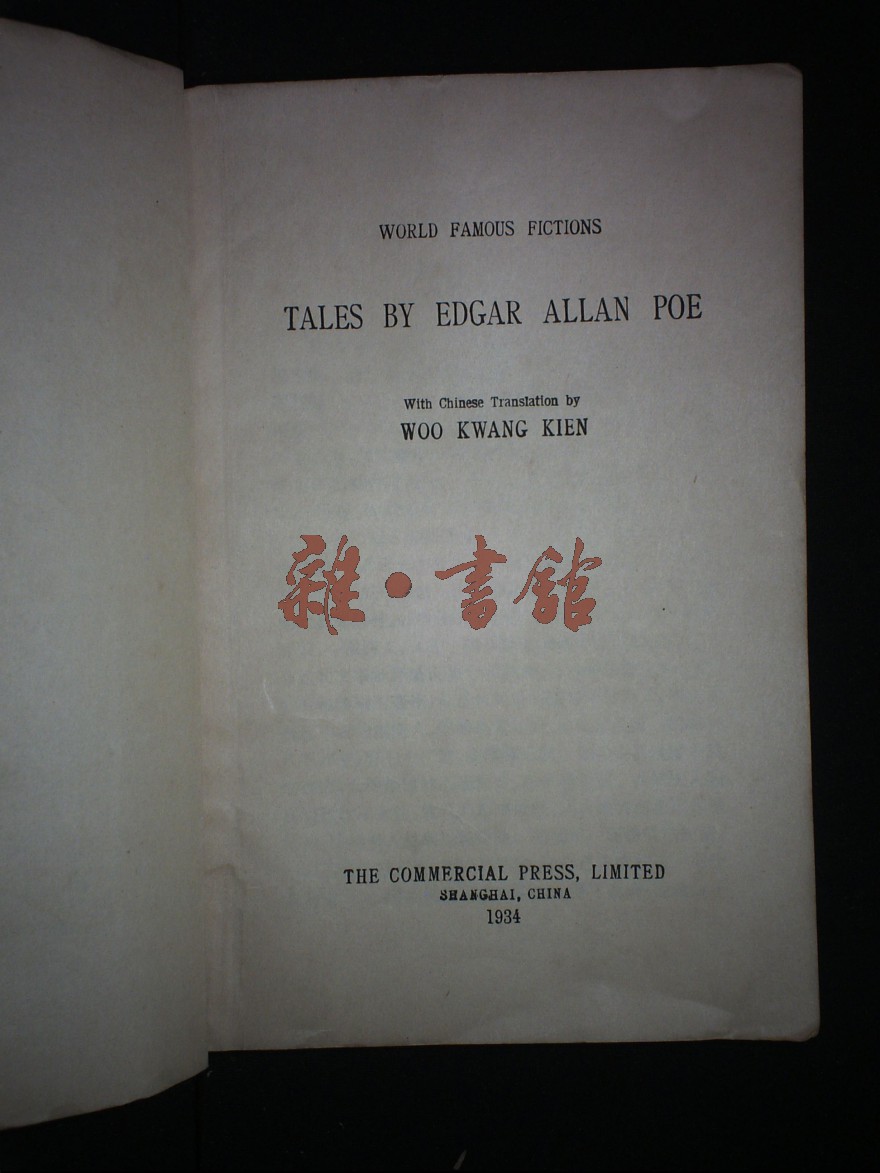 WORLD FAMOUS FICTIONS
TALES BY EDGAR ALLAN POE
With Chinese Translation by
WOO KWANG KIEN
雜·書館
THE COMMERCIAL PRESS, LIMITED
SHANGHAI, CHINA
1934